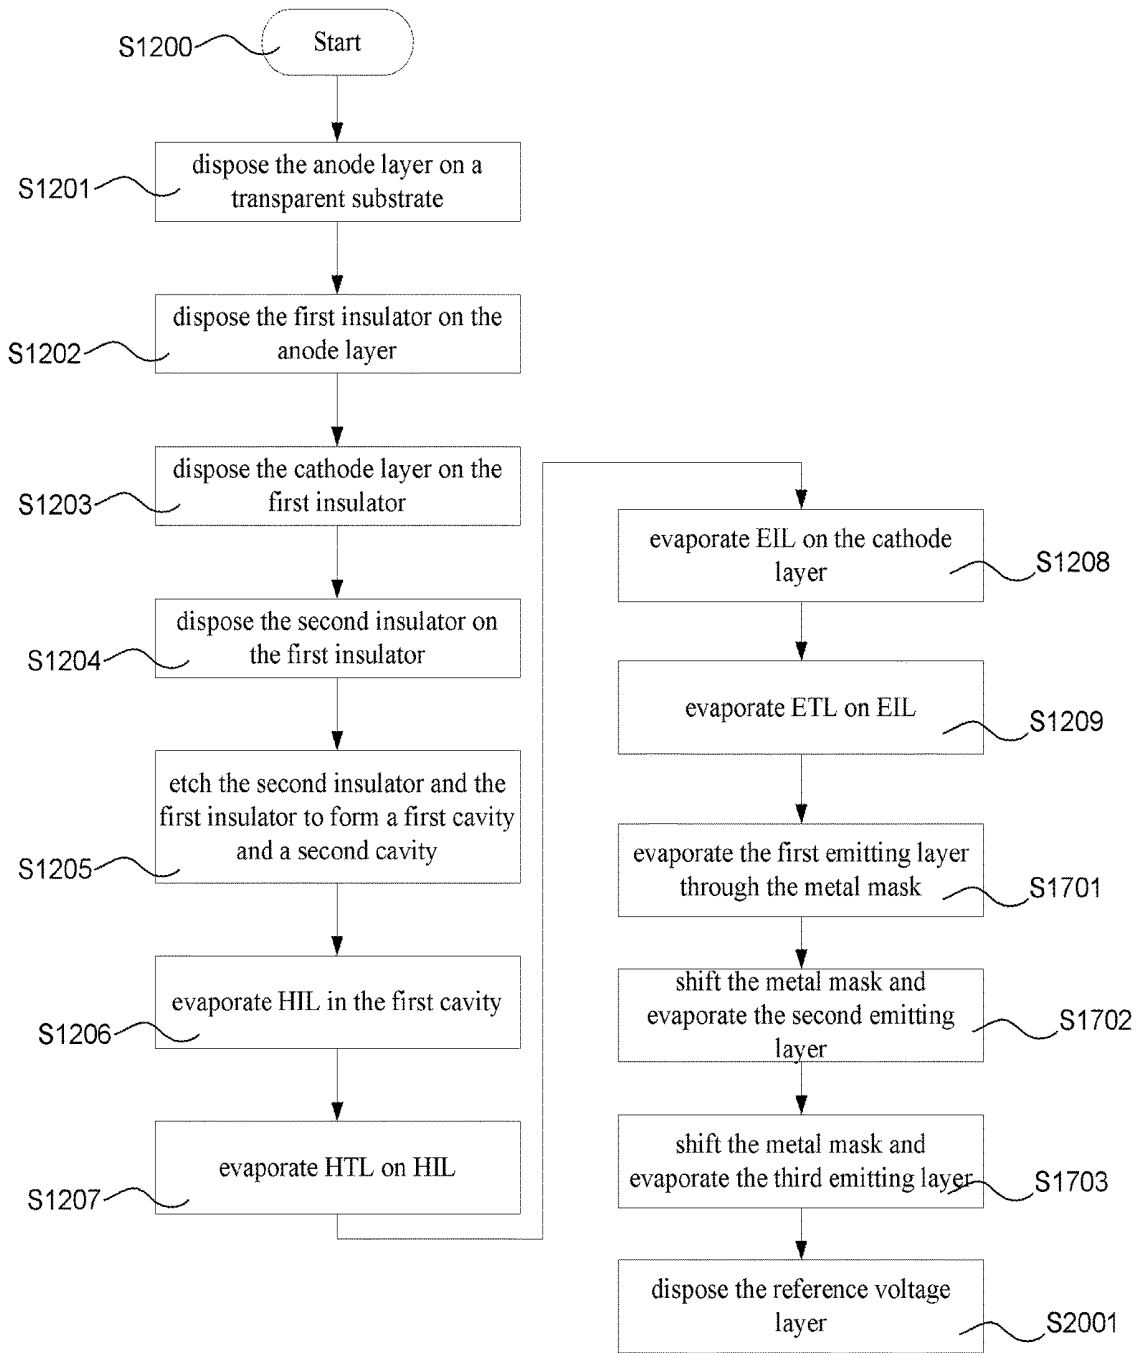 S1200
Start
S1201
dispose the anode layer on a
transparent substrate
S1202
dispose the first insulator on the
anode layer
S1203
dispose the cathode layer on the
first insulator
S1204
dispose the second insulator on
the first insulator
S1205
etch the second insulator and the
first insulator to form a first cavity
and a second cavity
S1206
evaporate HIL in the first cavity
S1207
evaporate HTL on HIL
evaporate EIL on the cathode
layer
S1208
evaporate ETL on EIL
S1209
evaporate the first emitting layer
through the metal mask
S1701
shift the metal mask and
evaporate the second emitting
layer
S1702
shift the metal mask and
evaporate the third emitting layer
S1703
dispose the reference voltage
layer
S2001